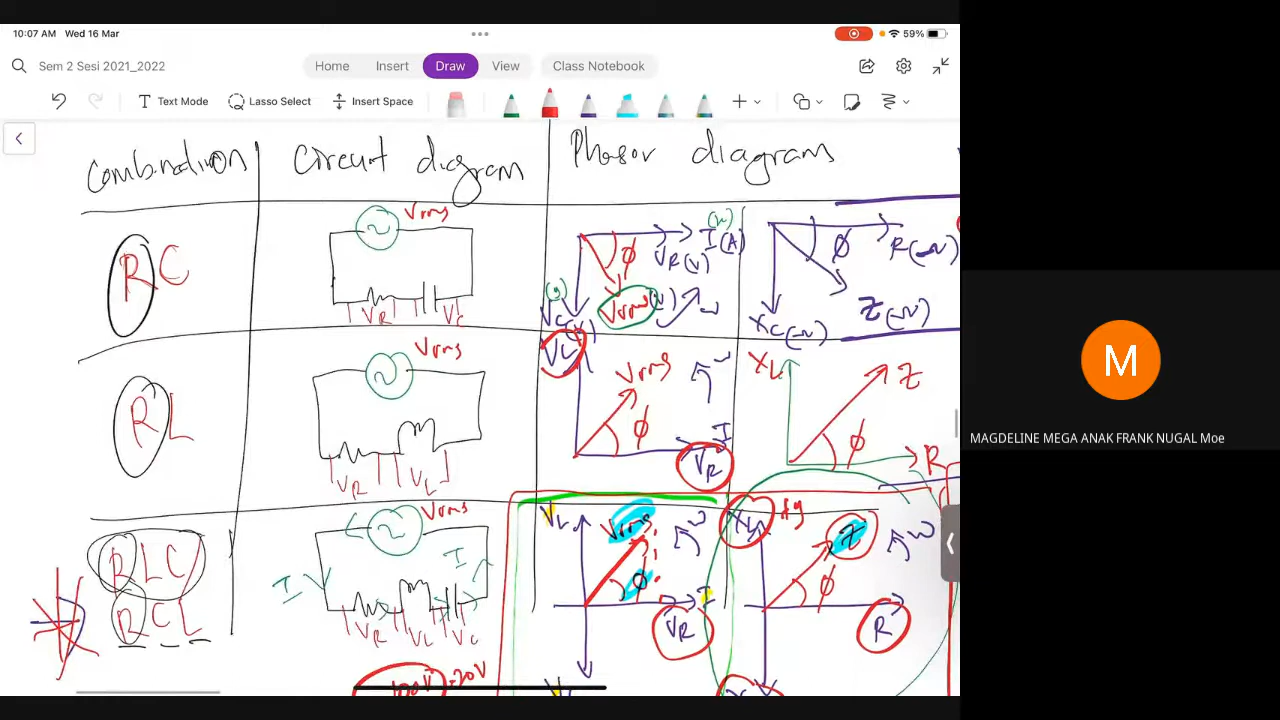 10:07 AM Wed 16 Mar
59%
Sem 2 Sesi 2021_2022
Home Insert Draw View Class Notebook
Text Mode Lasso Select Insert Space
Combination Circuit diagram Phasor diagram
RC
Vrms
VR VC
(x)
I(A)
VR(V)
ϕ
(y)
Vrms(V)
VC(V)
ω
ϕ
R(Ω)
Z(Ω)
XC(Ω)
RL
Vrms
VR VL
VL
Vrms
ω
ϕ
I
VR
XL
Z
ϕ
R
RLC
RCL
Vrms
I
I
VR VL VC
VL
Vrms
ω
ϕ
I
VR
XL
Z
ω
ϕ
R
100V
20V
M
MAGDELINE MEGA ANAK FRANK NUGAL Moe